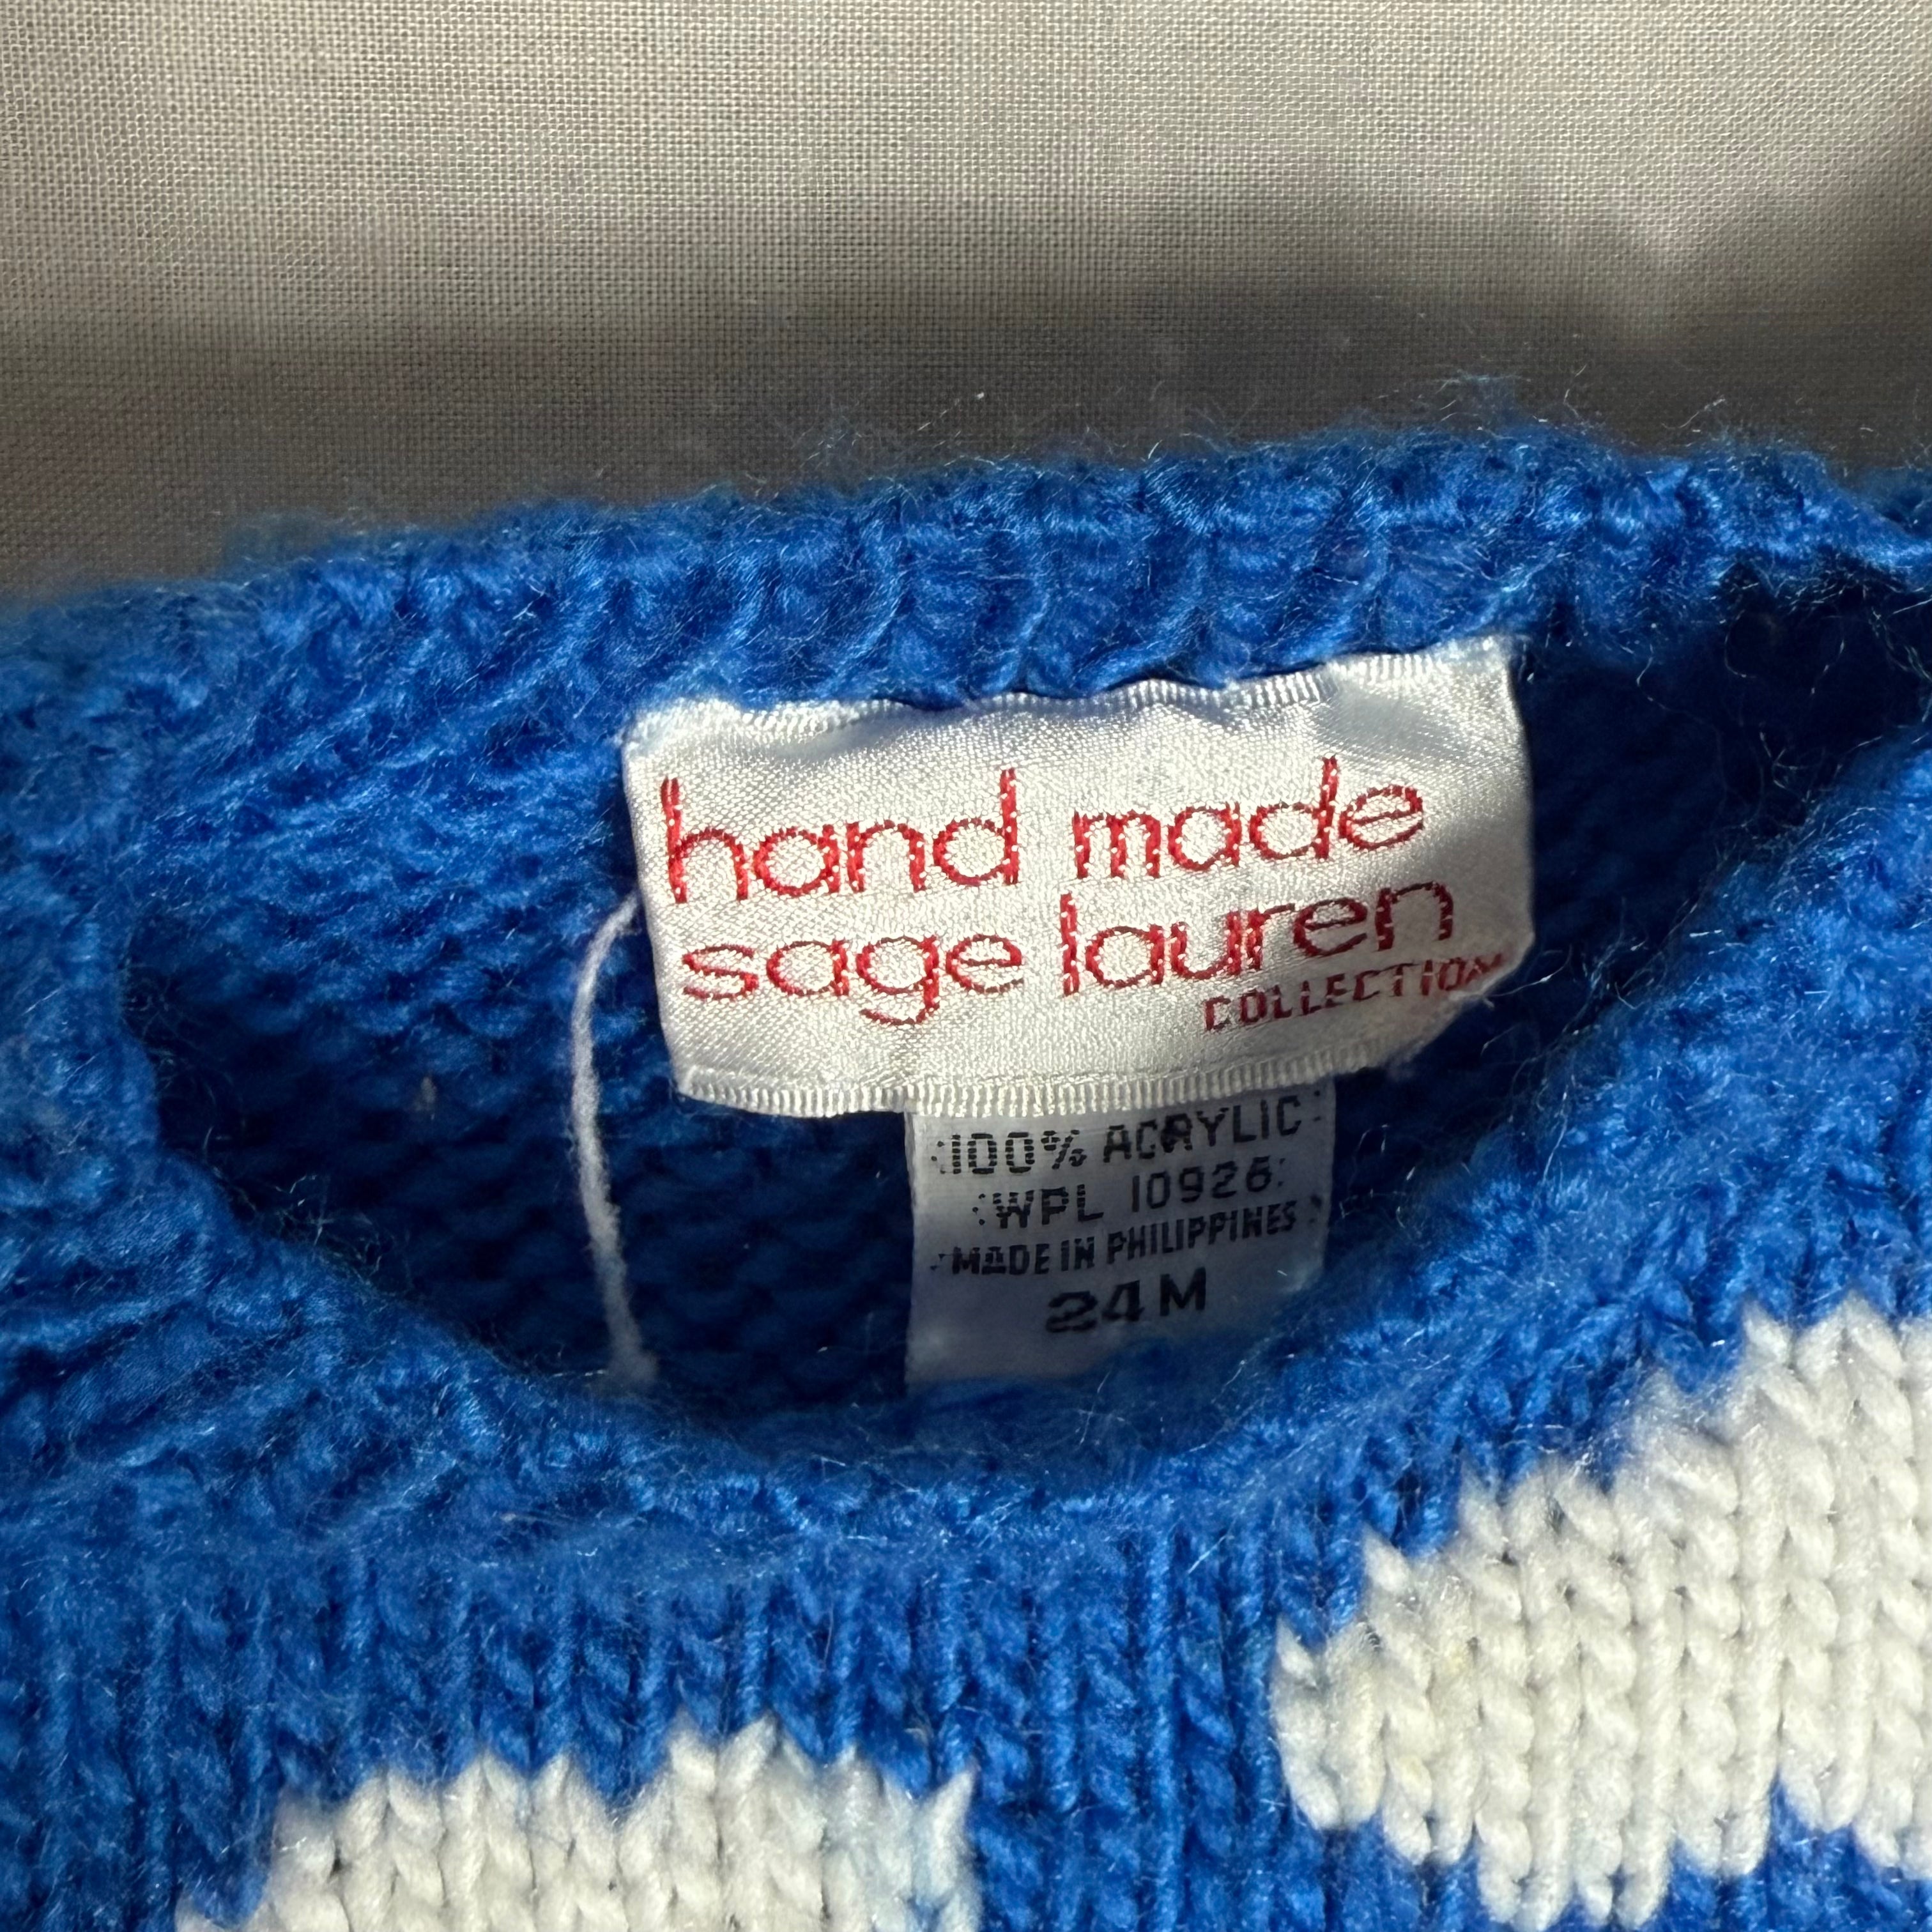 hand made
sage lauren
COLLECTION
100% ACRYLIC
WPL 10926
MADE IN PHILIPPINES
24M